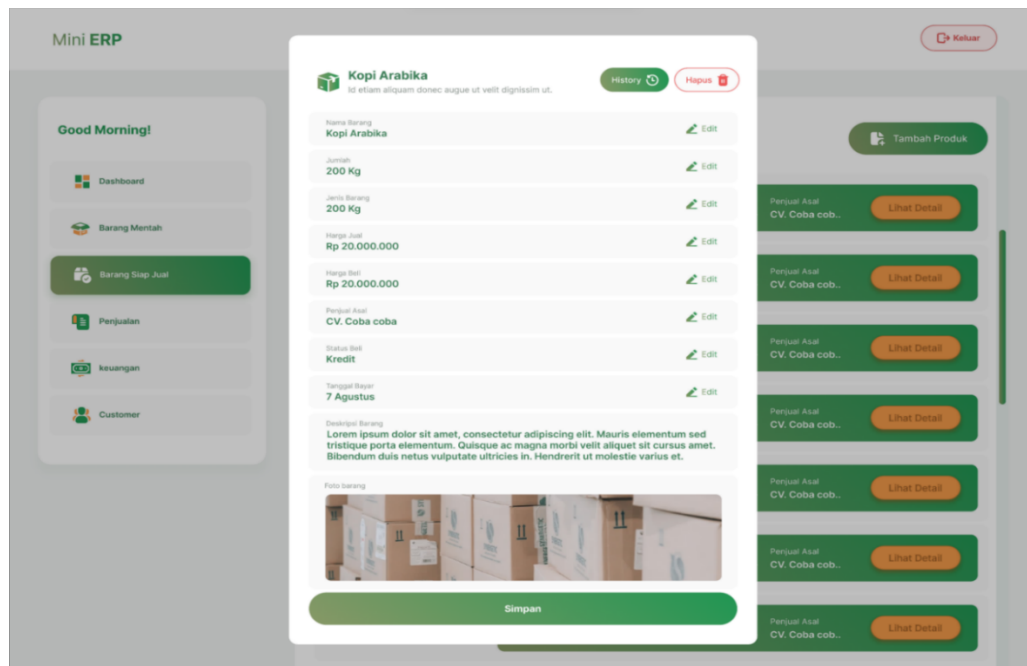 Mini ERP
Keluar
Good Morning!
Dashboard
Barang Mentah
Barang Siap Jual
Penjualan
keuangan
Customer
Kopi Arabika
Id etiam aliquam donec augue ut velit dignissim ut.
History
Hapus
Nama Barang
Kopi Arabika
Edit
Jumlah
200 Kg
Edit
Jenis Barang
200 Kg
Edit
Harga Jual
Rp 20.000.000
Edit
Harga Beli
Rp 20.000.000
Edit
Penjual Asal
CV. Coba coba
Edit
Status Beli
Kredit
Edit
Tanggal Bayar
7 Agustus
Edit
Deskripsi Barang
Lorem ipsum dolor sit amet, consectetur adipiscing elit. Mauris elementum sed
tristique porta elementum. Quisque ac magna morbi velit aliquet sit cursus amet.
Bibendum duis netus vulputate ultricies in. Hendrerit ut molestie varius et.
Foto barang
Simpan
Tambah Produk
Penjual Asal
CV. Coba cob..
Lihat Detail
Penjual Asal
CV. Coba cob..
Lihat Detail
Penjual Asal
CV. Coba cob..
Lihat Detail
Penjual Asal
CV. Coba cob..
Lihat Detail
Penjual Asal
CV. Coba cob..
Lihat Detail
Penjual Asal
CV. Coba cob..
Lihat Detail
Penjual Asal
CV. Coba cob..
Lihat Detail